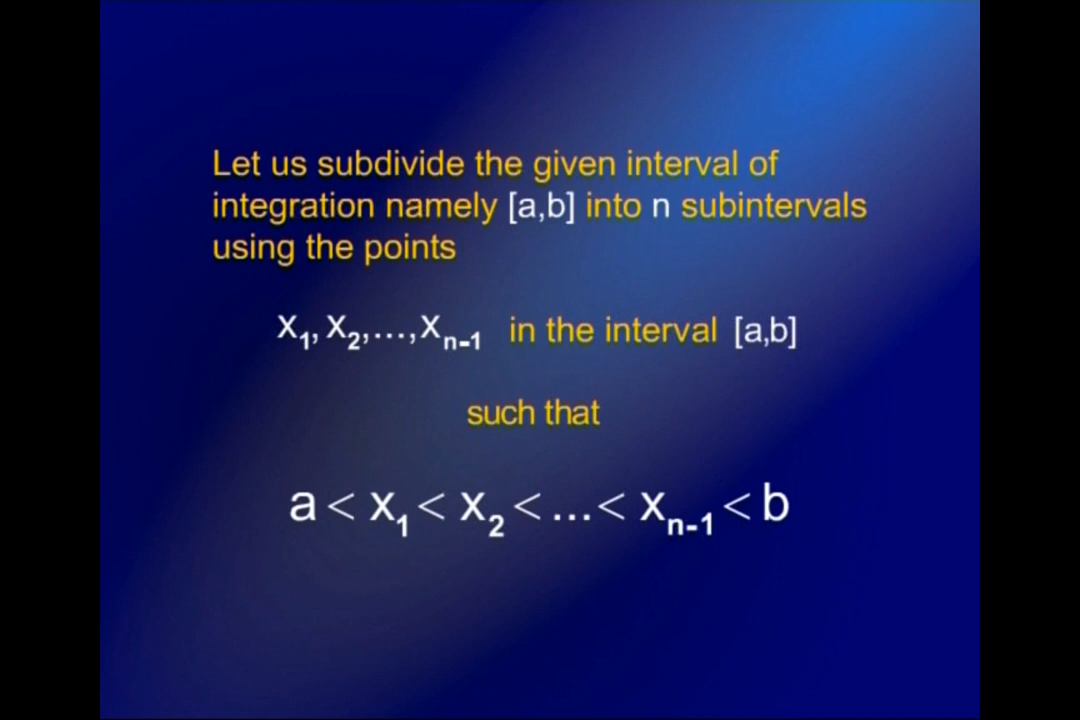 Let us subdivide the given interval of
integration namely [a,b] into n subintervals
using the points
x₁, x₂,...,x ₙ₋₁ in the interval [a,b]
such that
a < x₁ < x₂ < ... < xₙ₋₁ < b